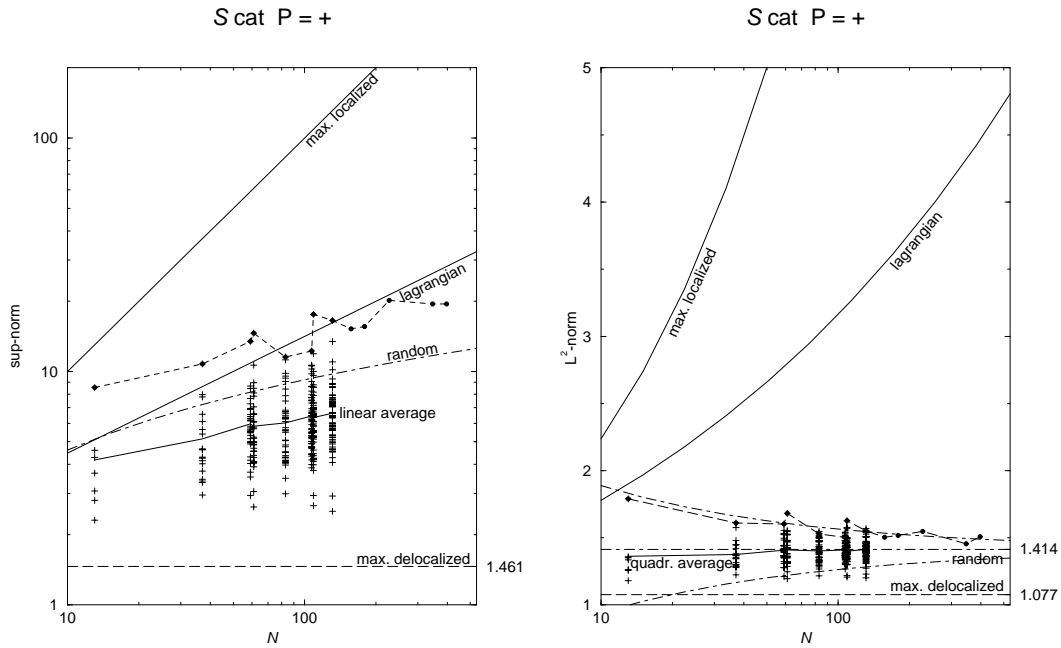 S cat P = +
100
10
1
sup-norm
10
100
N
max. localized
lagrangian
random
linear average
max. delocalized
1.461
S cat P = +
5
4
3
2
1
L²-norm
10
100
N
max. localized
lagrangian
1.414
quadr. average
random
max. delocalized
1.077